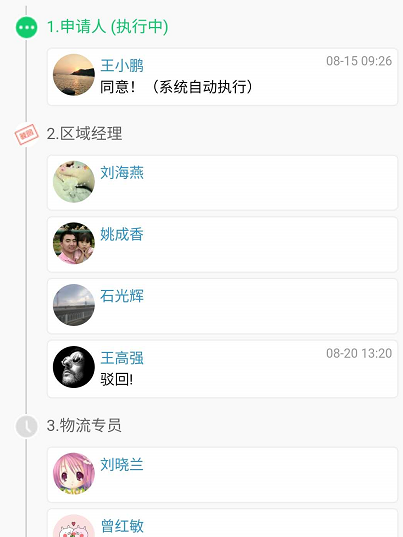 1.申请人 (执行中)
王小鹏
08-15 09:26
同意！（系统自动执行）
驳回
2.区域经理
刘海燕
姚成香
石光辉
王高强
08-20 13:20
驳回!
3.物流专员
刘晓兰
曾红敏